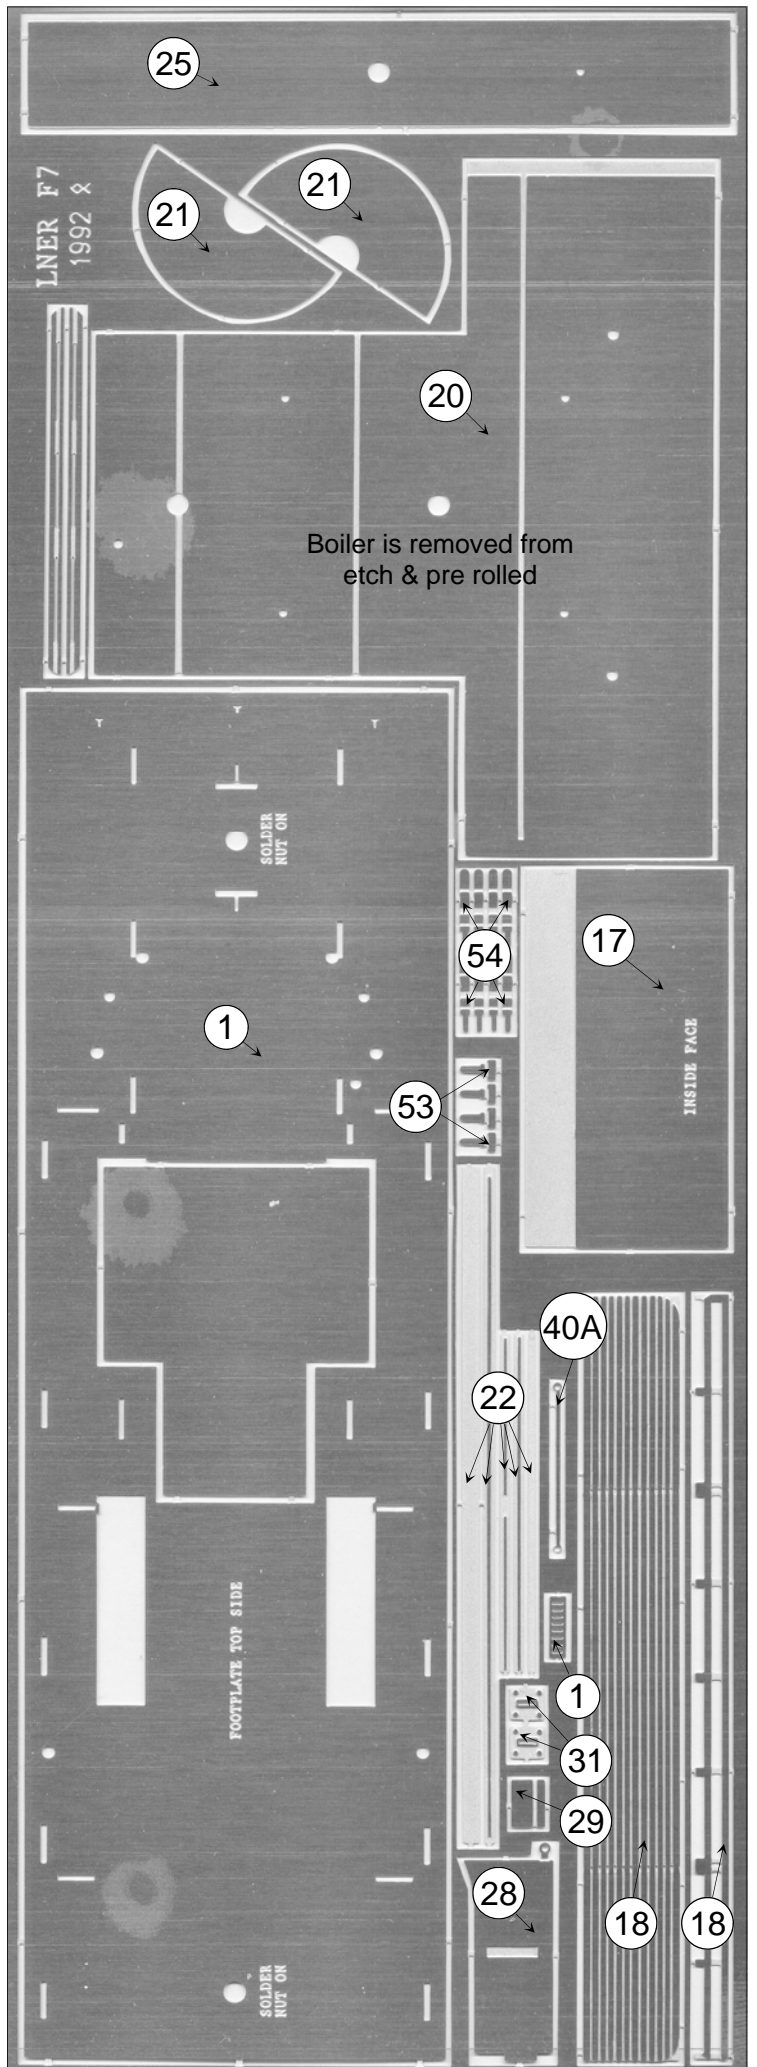 25
21
21
LNER F7
1992
20
Boiler is removed from
etch & pre rolled
SOLDER
NUT ON
54
17
1
INSIDE FACE
53
40A
22
FOOTPLATE TOP SIDE
1
31
29
28
18
18
SOLDER
NUT ON